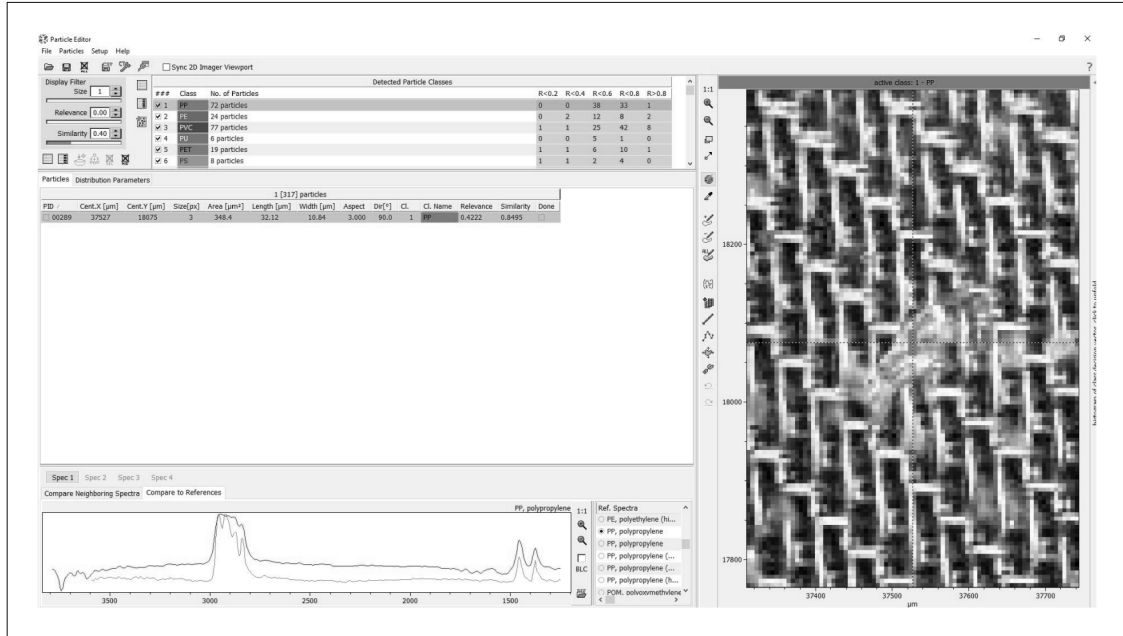 Particle Editor
File Particles Setup Help
Sync 2D Imager Viewport
?
Display Filter
Size 1
Relevance 0.00
Similarity 0.40
Detected Particle Classes
### Class No. of Particles R<0.2 R<0.4 R<0.6 R<0.8 R>0.8
1 PP 72 particles 0 0 38 33 1
2 PE 24 particles 0 2 12 8 2
3 PVC 77 particles 1 1 25 42 8
4 PU 6 particles 0 0 5 1 0
5 PET 19 particles 1 1 6 10 1
6 PS 8 particles 1 1 2 4 0
Particles Distribution Parameters
1 [317] particles
PID Cent.X [µm] Cent.Y [µm] Size[px] Area [µm²] Length [µm] Width [µm] Aspect Dir[°] Cl. Cl. Name Relevance Similarity Done
00289 37527 18075 3 348.4 32.12 10.84 3.000 90.0 1 PP 0.4222 0.8495
Spec 1 Spec 2 Spec 3 Spec 4
Compare Neighboring Spectra Compare to References
PP, polypropylene
3500 3000 2500 2000 1500
1:1
BLC
Ref. Spectra
PE, polyethylene (hi...
PP, polypropylene
PP, polypropylene
PP, polypropylene (...
PP, polypropylene (...
PP, polypropylene (h...
POM, polyoxymethylene
1:1
active class: 1 - PP
18200
18000
17800
37400 37500 37600 37700
µm